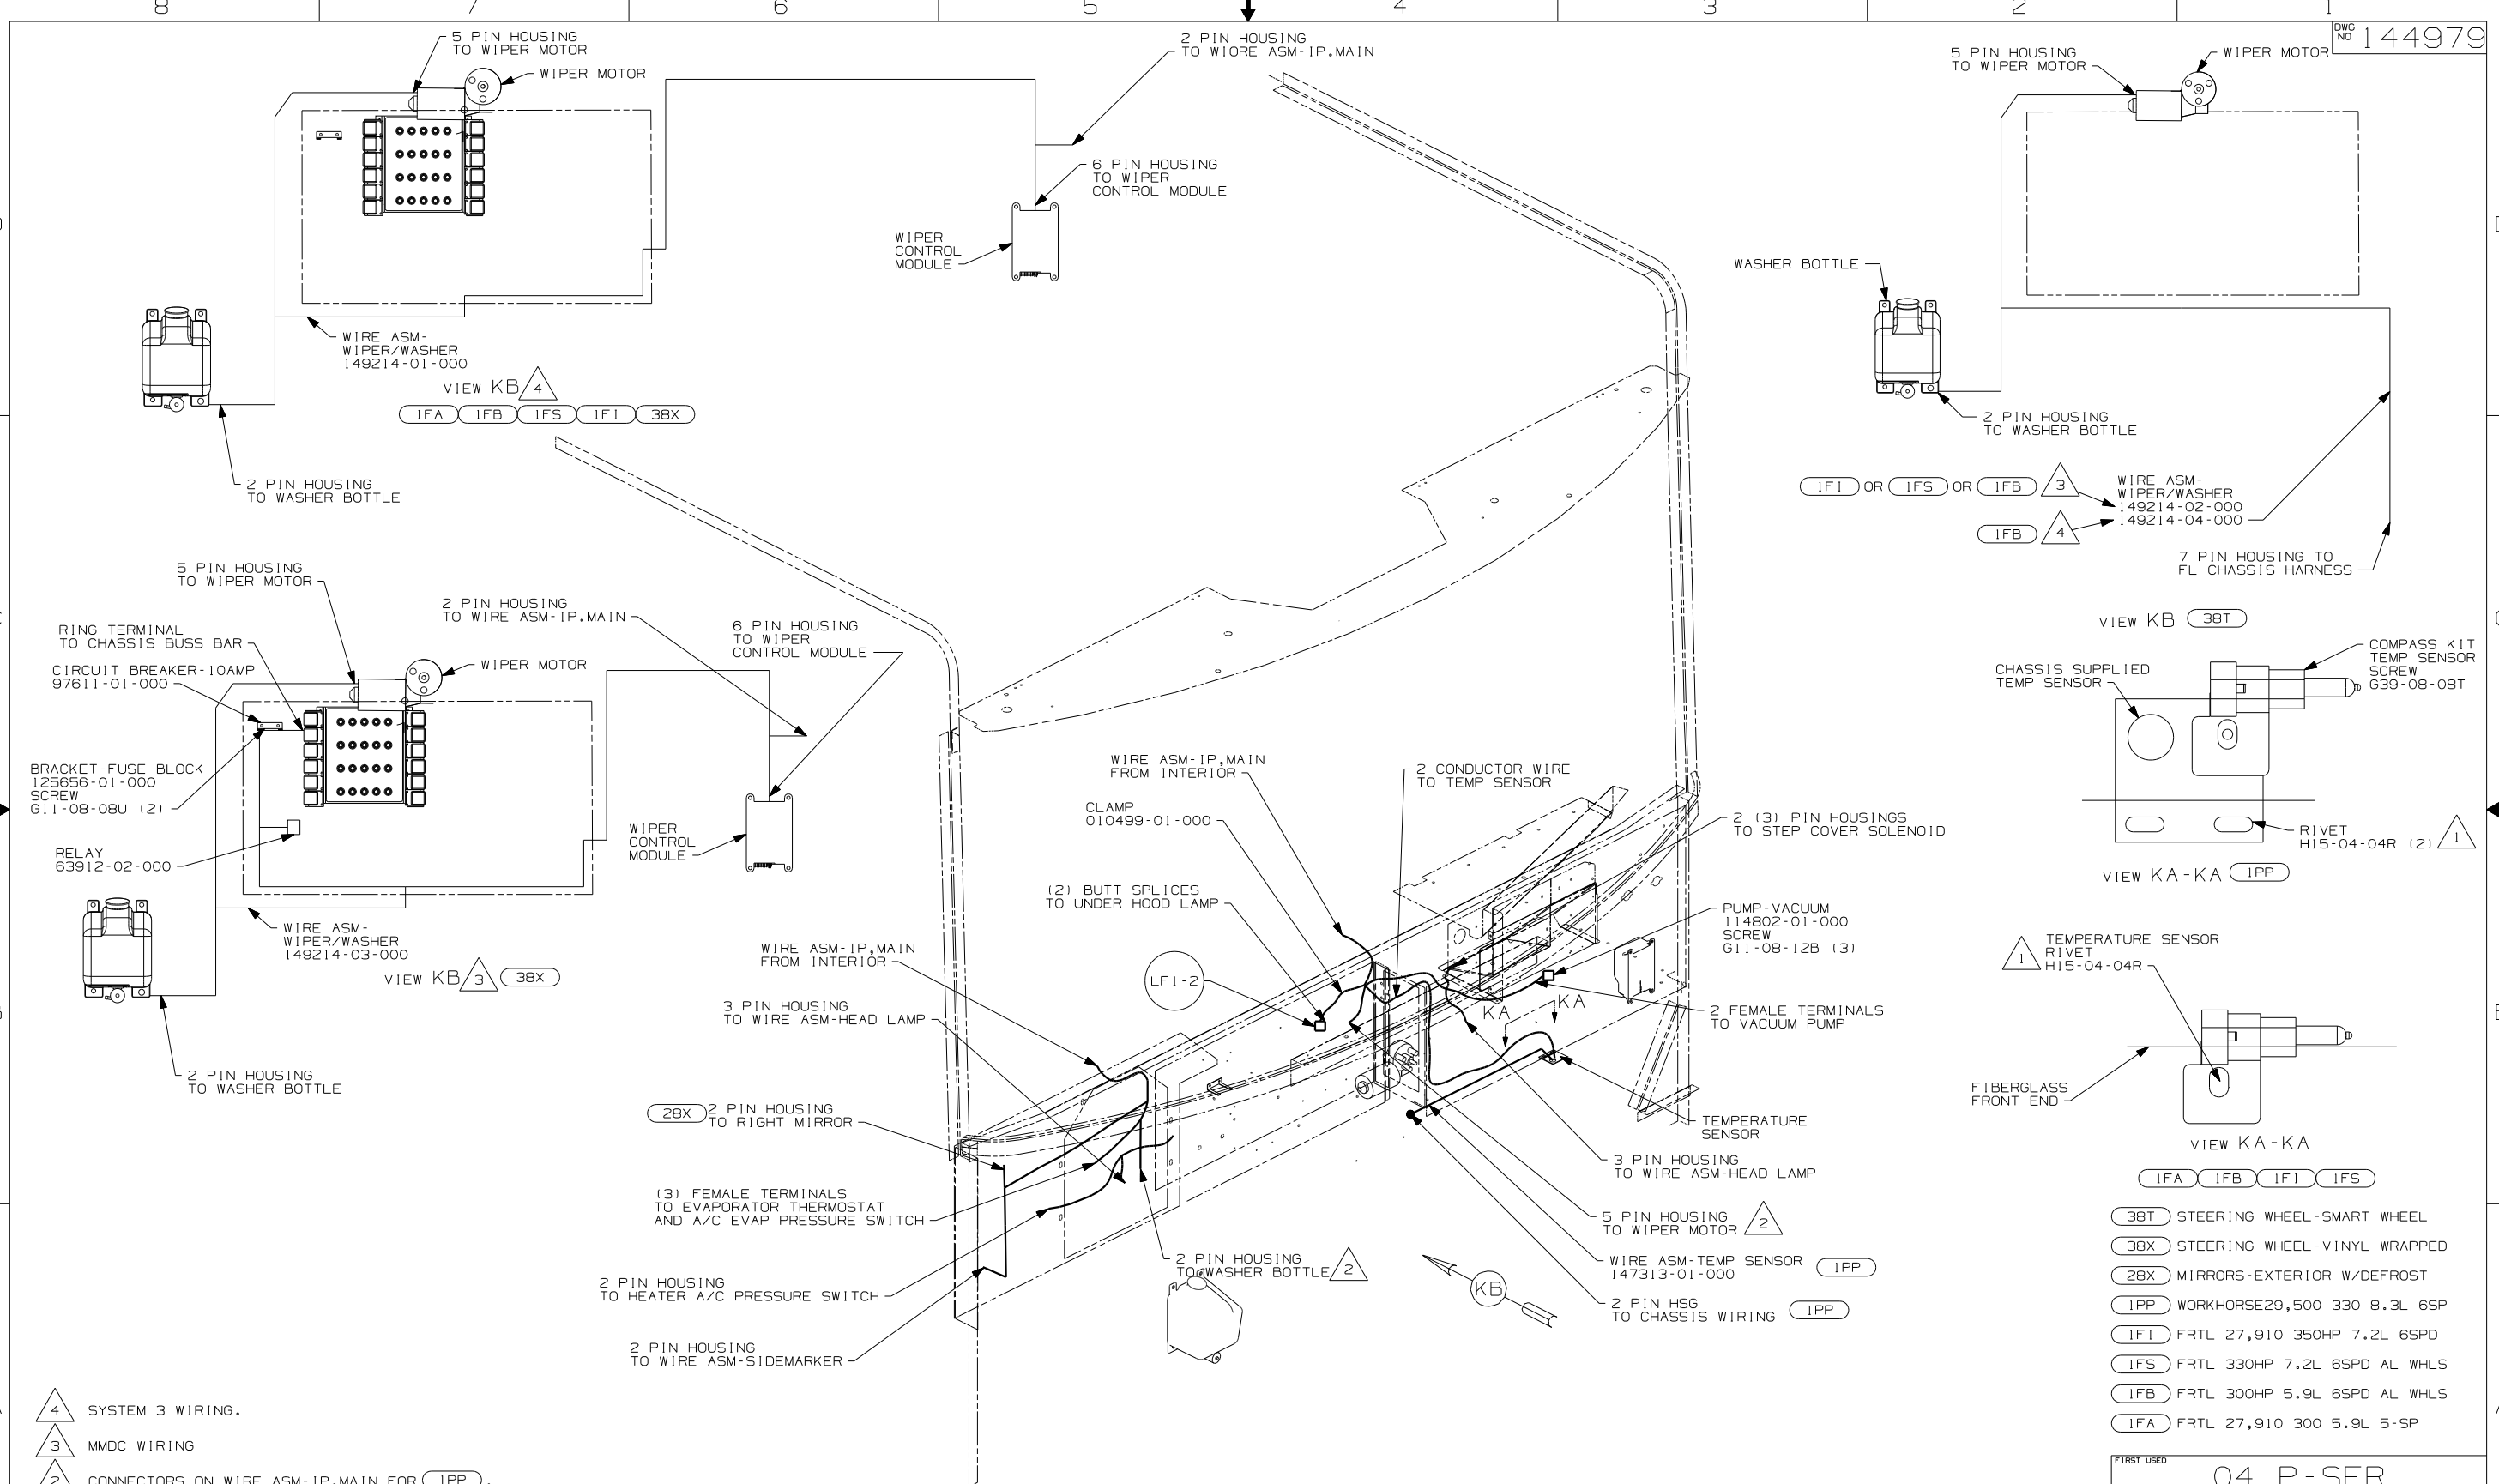 8 7 6 5 4 3 2 1
DWG
NO
144979
5 PIN HOUSING
TO WIPER MOTOR
WIPER MOTOR
2 PIN HOUSING
TO WIORE ASM-IP.MAIN
6 PIN HOUSING
TO WIPER
CONTROL MODULE
WIPER
CONTROL
MODULE
WIRE ASM-
WIPER/WASHER
149214-01-000
VIEW KB 4
1FA 1FB 1FS 1FI 38X
2 PIN HOUSING
TO WASHER BOTTLE
5 PIN HOUSING
TO WIPER MOTOR
WIPER MOTOR
WASHER BOTTLE
2 PIN HOUSING
TO WASHER BOTTLE
1FI OR 1FS OR 1FB 3
1FB 4
WIRE ASM-
WIPER/WASHER
149214-02-000
149214-04-000
7 PIN HOUSING TO
FL CHASSIS HARNESS
VIEW KB 38T
5 PIN HOUSING
TO WIPER MOTOR
RING TERMINAL
TO CHASSIS BUSS BAR
CIRCUIT BREAKER-10AMP
97611-01-000
WIPER MOTOR
2 PIN HOUSING
TO WIRE ASM-IP.MAIN
6 PIN HOUSING
TO WIPER
CONTROL MODULE
BRACKET-FUSE BLOCK
125656-01-000
SCREW
G11-08-08U (2)
RELAY
63912-02-000
WIPER
CONTROL
MODULE
WIRE ASM-
WIPER/WASHER
149214-03-000
VIEW KB 3 38X
2 PIN HOUSING
TO WASHER BOTTLE
CHASSIS SUPPLIED
TEMP SENSOR
COMPASS KIT
TEMP SENSOR
SCREW
G39-08-08T
RIVET
H15-04-04R (2) 1
VIEW KA-KA 1PP
1 TEMPERATURE SENSOR
RIVET
H15-04-04R
FIBERGLASS
FRONT END
VIEW KA-KA
1FA 1FB 1FI 1FS
WIRE ASM-IP,MAIN
FROM INTERIOR
CLAMP
010499-01-000
(2) BUTT SPLICES
TO UNDER HOOD LAMP
2 CONDUCTOR WIRE
TO TEMP SENSOR
2 (3) PIN HOUSINGS
TO STEP COVER SOLENOID
PUMP-VACUUM
114802-01-000
SCREW
G11-08-12B (3)
LF1-2
KA KA
2 FEMALE TERMINALS
TO VACUUM PUMP
WIRE ASM-IP,MAIN
FROM INTERIOR
3 PIN HOUSING
TO WIRE ASM-HEAD LAMP
28X 2 PIN HOUSING
TO RIGHT MIRROR
(3) FEMALE TERMINALS
TO EVAPORATOR THERMOSTAT
AND A/C EVAP PRESSURE SWITCH
2 PIN HOUSING
TO HEATER A/C PRESSURE SWITCH
2 PIN HOUSING
TO WIRE ASM-SIDEMARKER
2 PIN HOUSING
TO WASHER BOTTLE 2
TEMPERATURE
SENSOR
3 PIN HOUSING
TO WIRE ASM-HEAD LAMP
5 PIN HOUSING
TO WIPER MOTOR 2
WIRE ASM-TEMP SENSOR
147313-01-000 1PP
2 PIN HSG
TO CHASSIS WIRING 1PP
KB
38T STEERING WHEEL-SMART WHEEL
38X STEERING WHEEL-VINYL WRAPPED
28X MIRRORS-EXTERIOR W/DEFROST
1PP WORKHORSE29,500 330 8.3L 6SP
1FI FRTL 27,910 350HP 7.2L 6SPD
1FS FRTL 330HP 7.2L 6SPD AL WHLS
1FB FRTL 300HP 5.9L 6SPD AL WHLS
1FA FRTL 27,910 300 5.9L 5-SP
4 SYSTEM 3 WIRING.
3 MMDC WIRING
2 CONNECTORS ON WIRE ASM-IP,MAIN FOR 1PP .
FIRST USED
04 P-SER